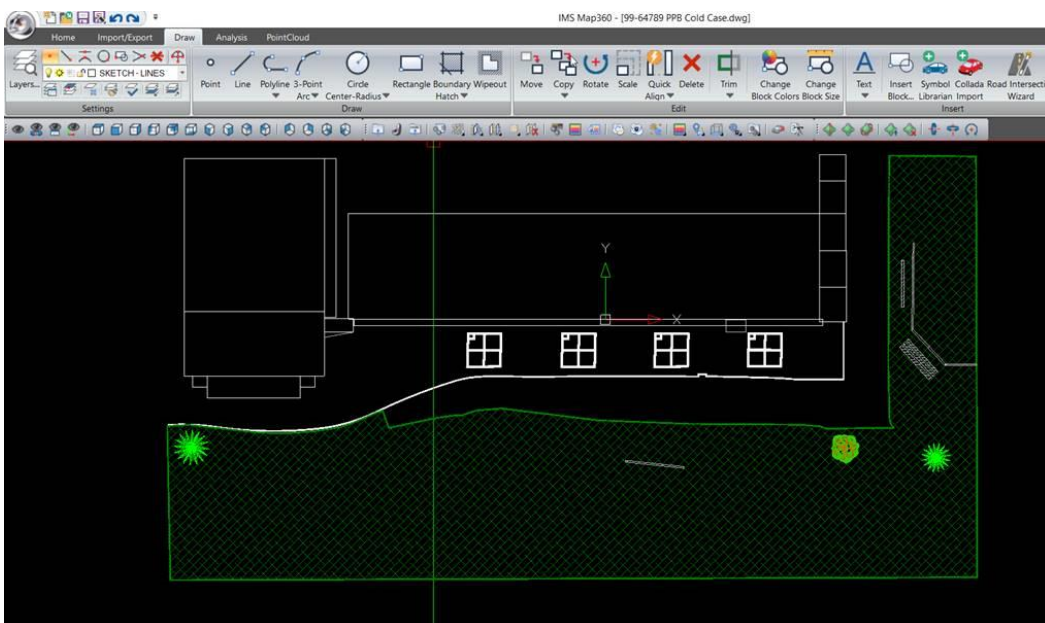 IMS Map360 - [99-64789 PPB Cold Case.dwg]
Home Import/Export Draw Analysis PointCloud
Layers... SKETCH-LINES
Point Line Polyline 3-Point Arc Circle Center-Radius Rectangle Boundary Hatch Wipeout
Move Copy Rotate Scale Quick Align Delete Trim Change Block Colors Change Block Size
Text Insert Block... Symbol Librarian Collada Import Road Intersecti Wizard
Settings Draw Edit Insert
Y
X